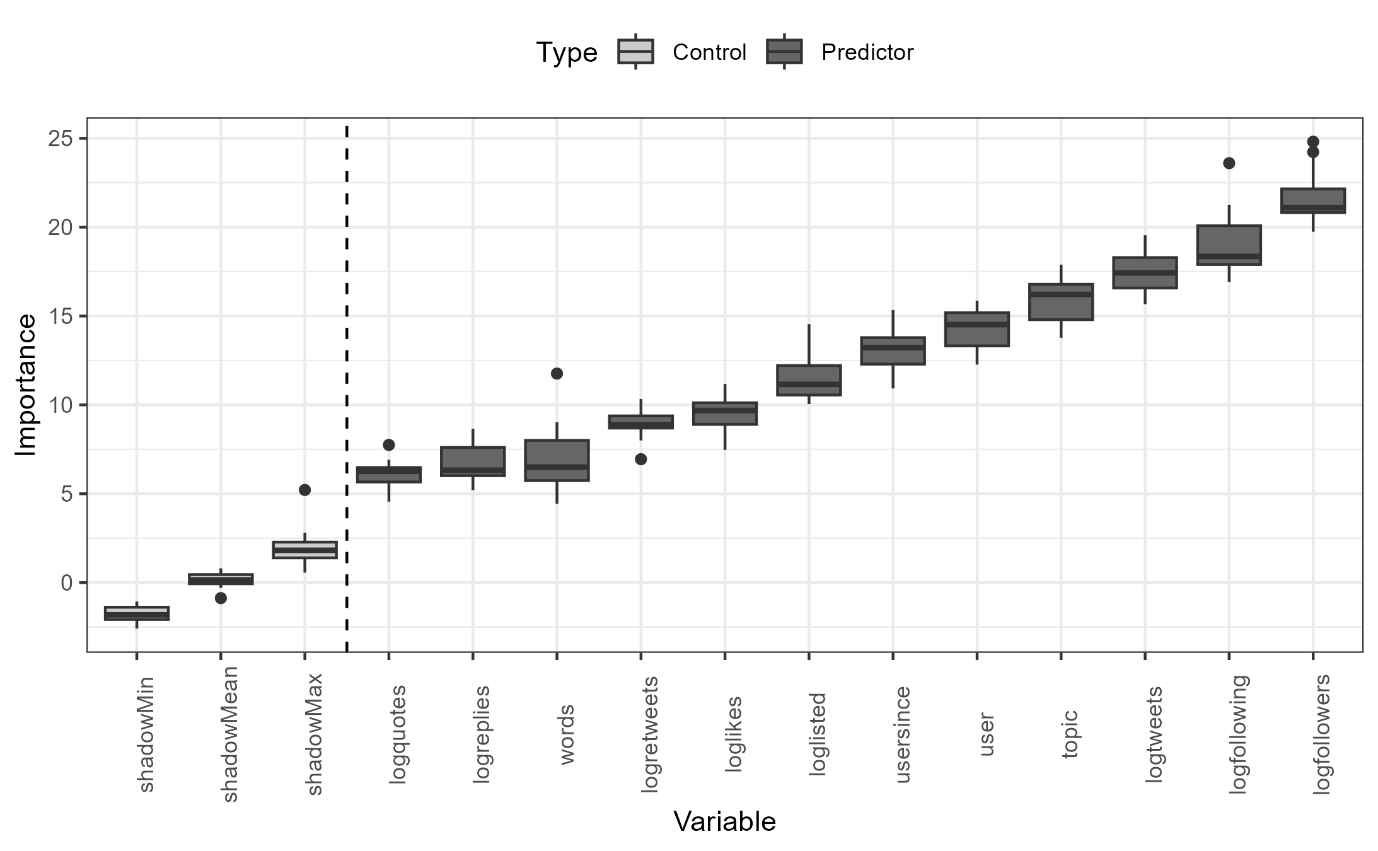 Type Control Predictor
Importance
25
20
15
10
5
0
shadowMin
shadowMean
shadowMax
logquotes
logreplies
words
logretweets
loglikes
loglisted
usersince
user
topic
logtweets
logfollowing
logfollowers
Variable